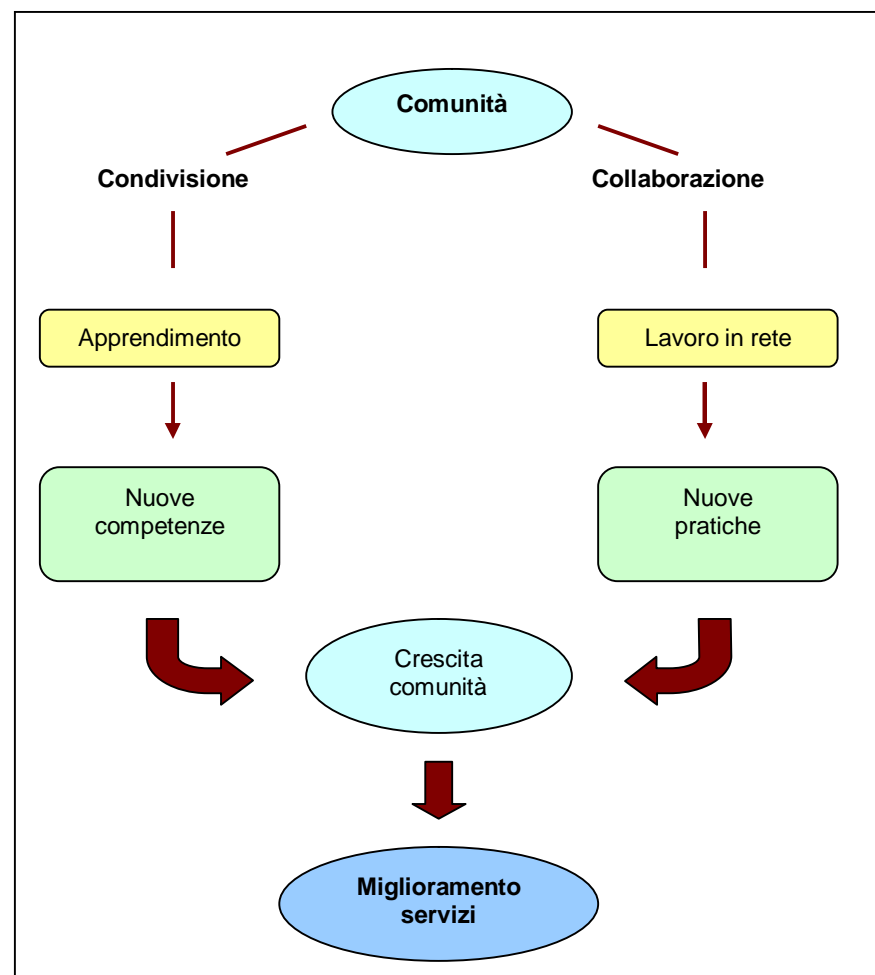 Comunità
Condivisione
Collaborazione
Apprendimento
Lavoro in rete
Nuove
competenze
Nuove
pratiche
Crescita
comunità
Miglioramento
servizi